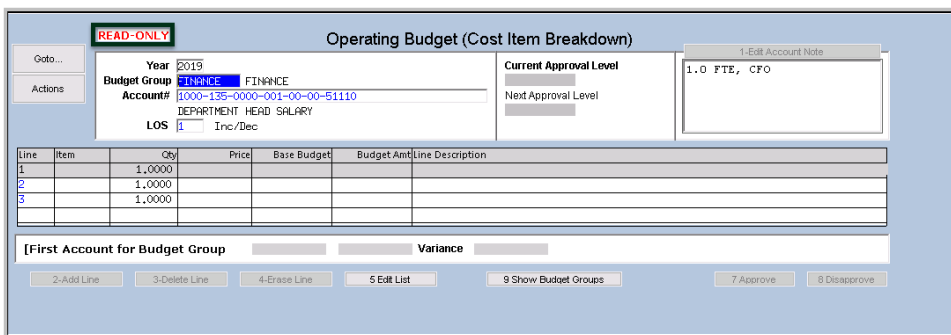 READ-ONLY
Operating Budget (Cost Item Breakdown)
Goto...
Actions
Year 2019
Budget Group FINANCE FINANCE
Account# 1000-135-0000-001-00-00-51110
DEPARTMENT HEAD SALARY
LOS 1 Inc/Dec
Current Approval Level
Next Approval Level
1-Edit Account Note
1.0 FTE, CFO
Line Item Qty Price Base Budget Budget Amt Line Description
1 1.0000
2 1.0000
3 1.0000
[First Account for Budget Group Variance
2-Add Line 3-Delete Line 4-Erase Line 5 Edit List 9 Show Budget Groups 7 Approve 8 Disapprove